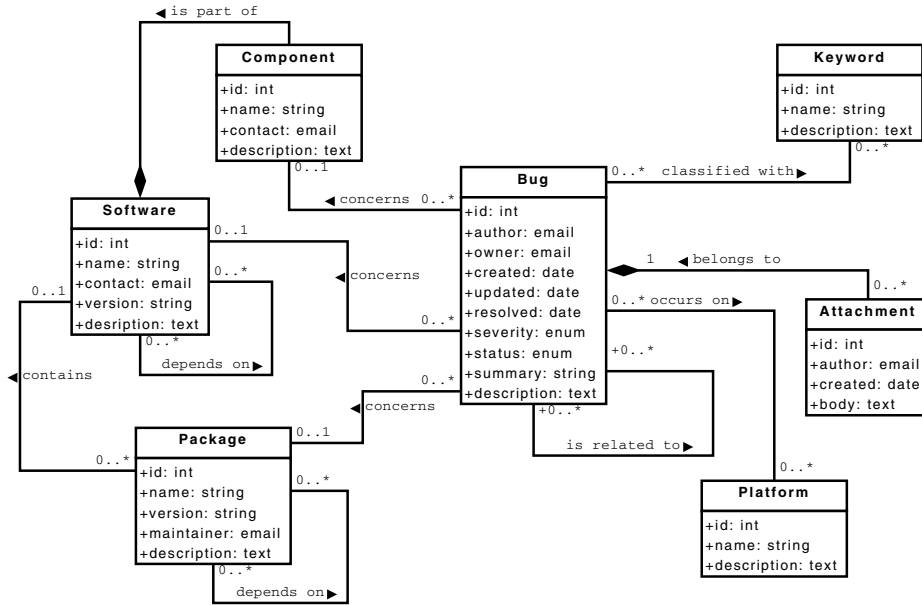 ◄ is part of
Component
+id: int
+name: string
+contact: email
+description: text
0..1
Keyword
+id: int
+name: string
+description: text
0..*
0..* classified with►
◄ concerns 0..*
Bug
+id: int
+author: email
+owner: email
+created: date
+updated: date
+resolved: date
+severity: enum
+status: enum
+summary: string
+description: text
Software
+id: int
+name: string
+contact: email
+version: string
+desription: text
0..1
0..*
0..*
depends on►
0..1
◄concerns
0..*
1 ◄ belongs to
0..*
Attachment
+id: int
+author: email
+created: date
+body: text
0..* occurs on►
0..*
+0..*
+0..*
is related to►
◄contains
0..*
0..*
◄concerns
0..1
Package
+id: int
+name: string
+version: string
+maintainer: email
+description: text
0..*
0..*
depends on►
Platform
+id: int
+name: string
+description: text